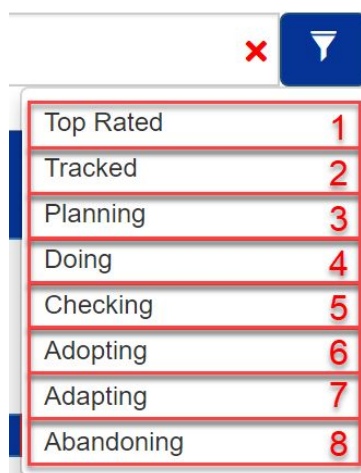 Top Rated 1
Tracked 2
Planning 3
Doing 4
Checking 5
Adopting 6
Adapting 7
Abandoning 8